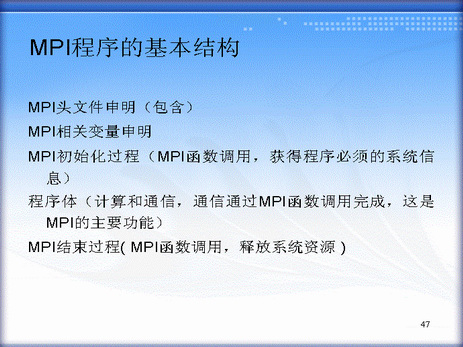 MPI程序的基本结构
MPI头文件申明（包含）
MPI相关变量申明
MPI初始化过程（MPI函数调用，获得程序必须的系统信
息）
程序体（计算和通信，通信通过MPI函数调用完成，这是
MPI的主要功能）
MPI结束过程( MPI函数调用，释放系统资源 )
47